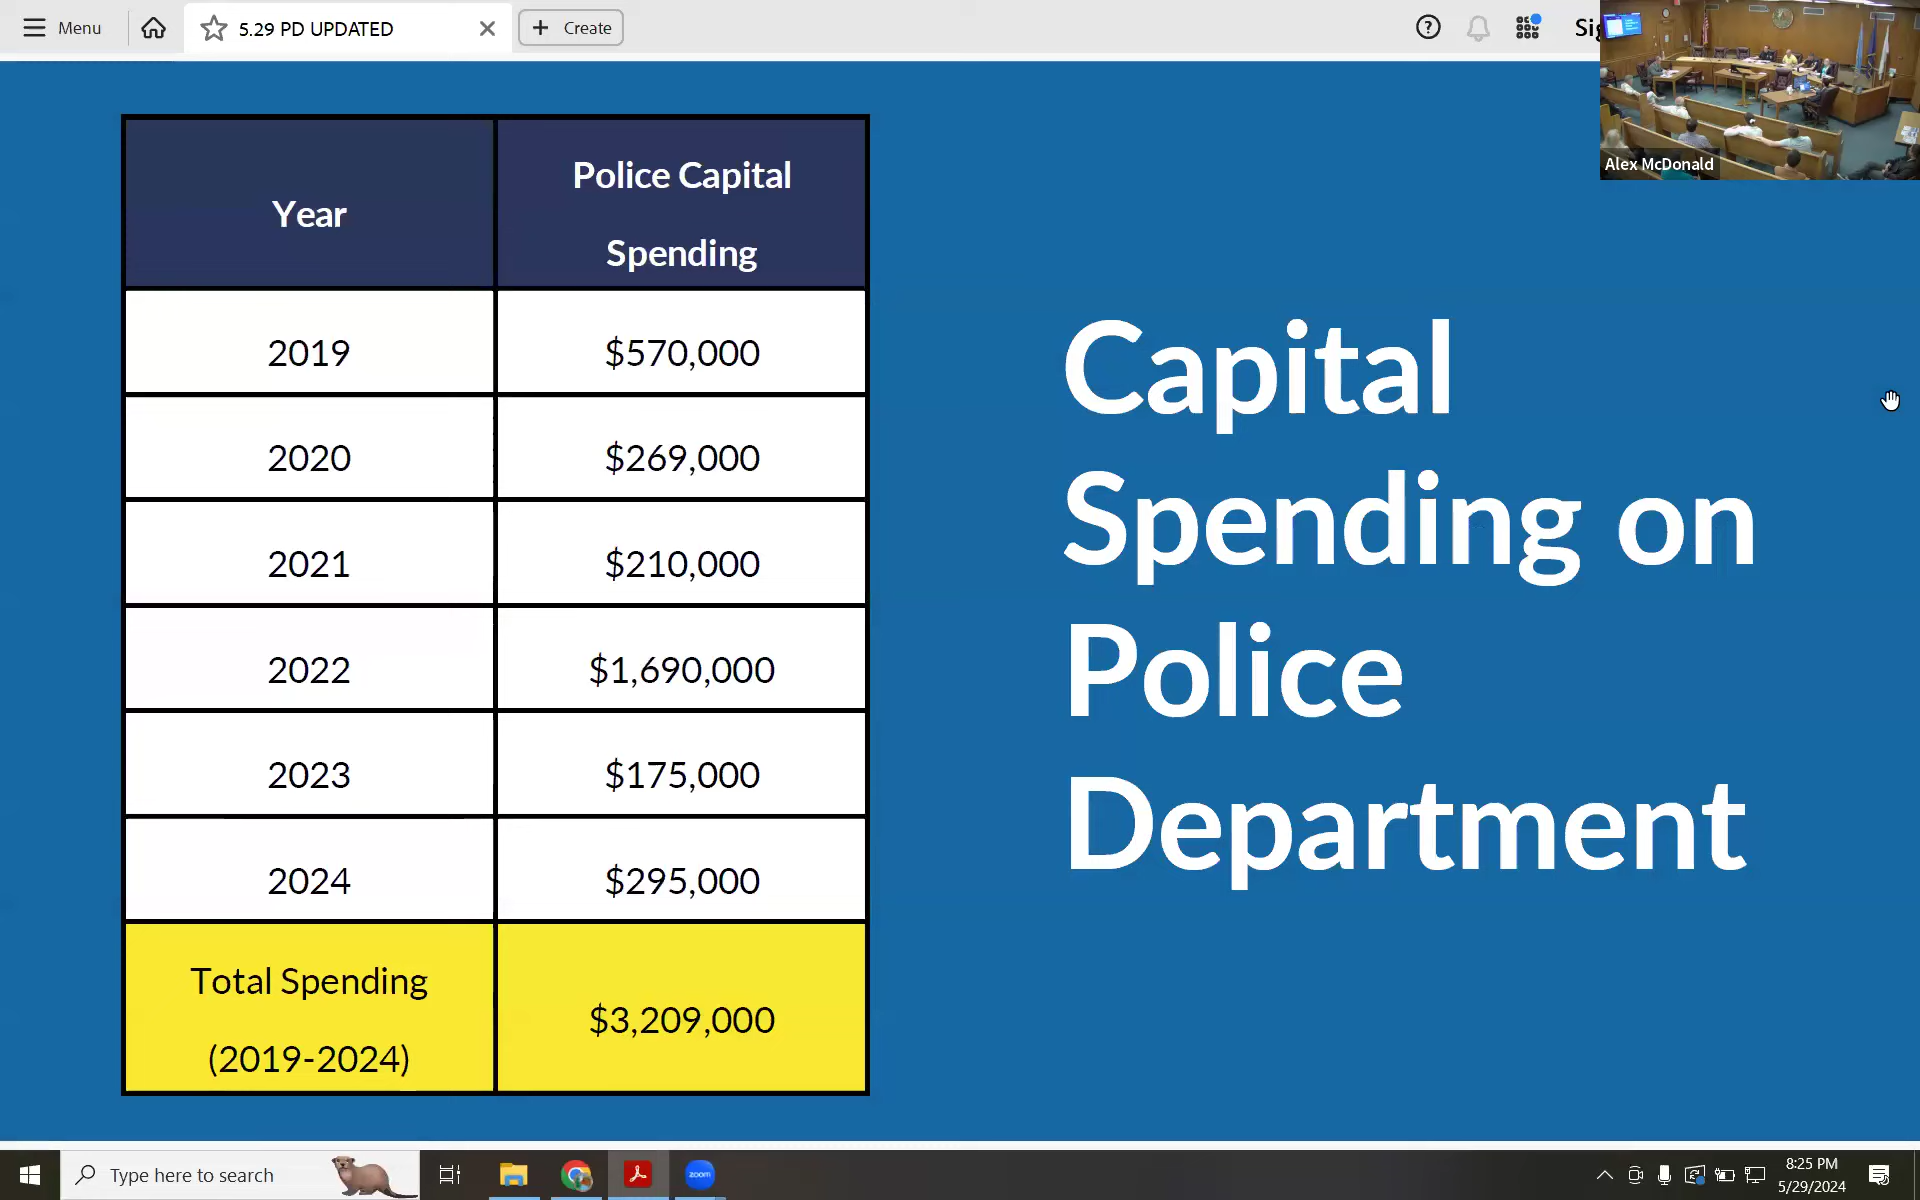 Menu
5.29 PD UPDATED
Create
Alex McDonald
Year
Police Capital
Spending
2019
$570,000
2020
$269,000
2021
$210,000
2022
$1,690,000
2023
$175,000
2024
$295,000
Total Spending
(2019-2024)
$3,209,000
Capital
Spending on
Police
Department
Type here to search
zoom
8:25 PM
5/29/2024